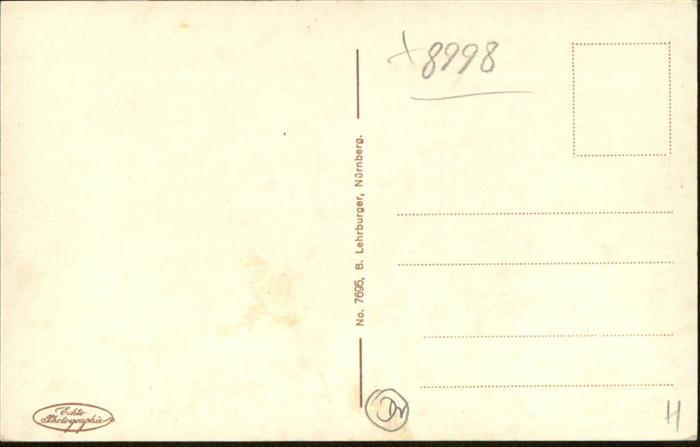 +8998
No. 7695, B. Lehrburger, Nürnberg.
Echte
Photographie
H